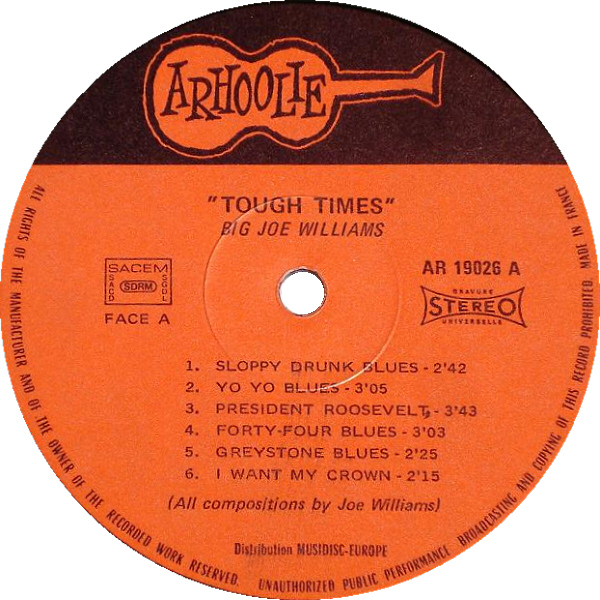 ARHOOLIE
"TOUGH TIMES"
BIG JOE WILLIAMS
SACEM
SACD
SDRM
SGDL
FACE A
AR 19026 A
GRAVURE
STEREO
UNIVERSELLE
1. SLOPPY DRUNK BLUES - 2'42
2. YO YO BLUES - 3'05
3. PRESIDENT ROOSEVELT, - 3'43
4. FORTY-FOUR BLUES - 3'03
5. GREYSTONE BLUES - 2'25
6. I WANT MY CROWN - 2'15
(All compositions by Joe Williams)
Distribution MUSIDISC-EUROPE
ALL RIGHTS OF THE MANUFACTURER AND OF THE OWNER OF THE RECORDED WORK RESERVED. UNAUTHORIZED PUBLIC PERFORMANCE BROADCASTING AND COPYING OF THIS RECORD PROHIBITED. MADE IN FRANCE